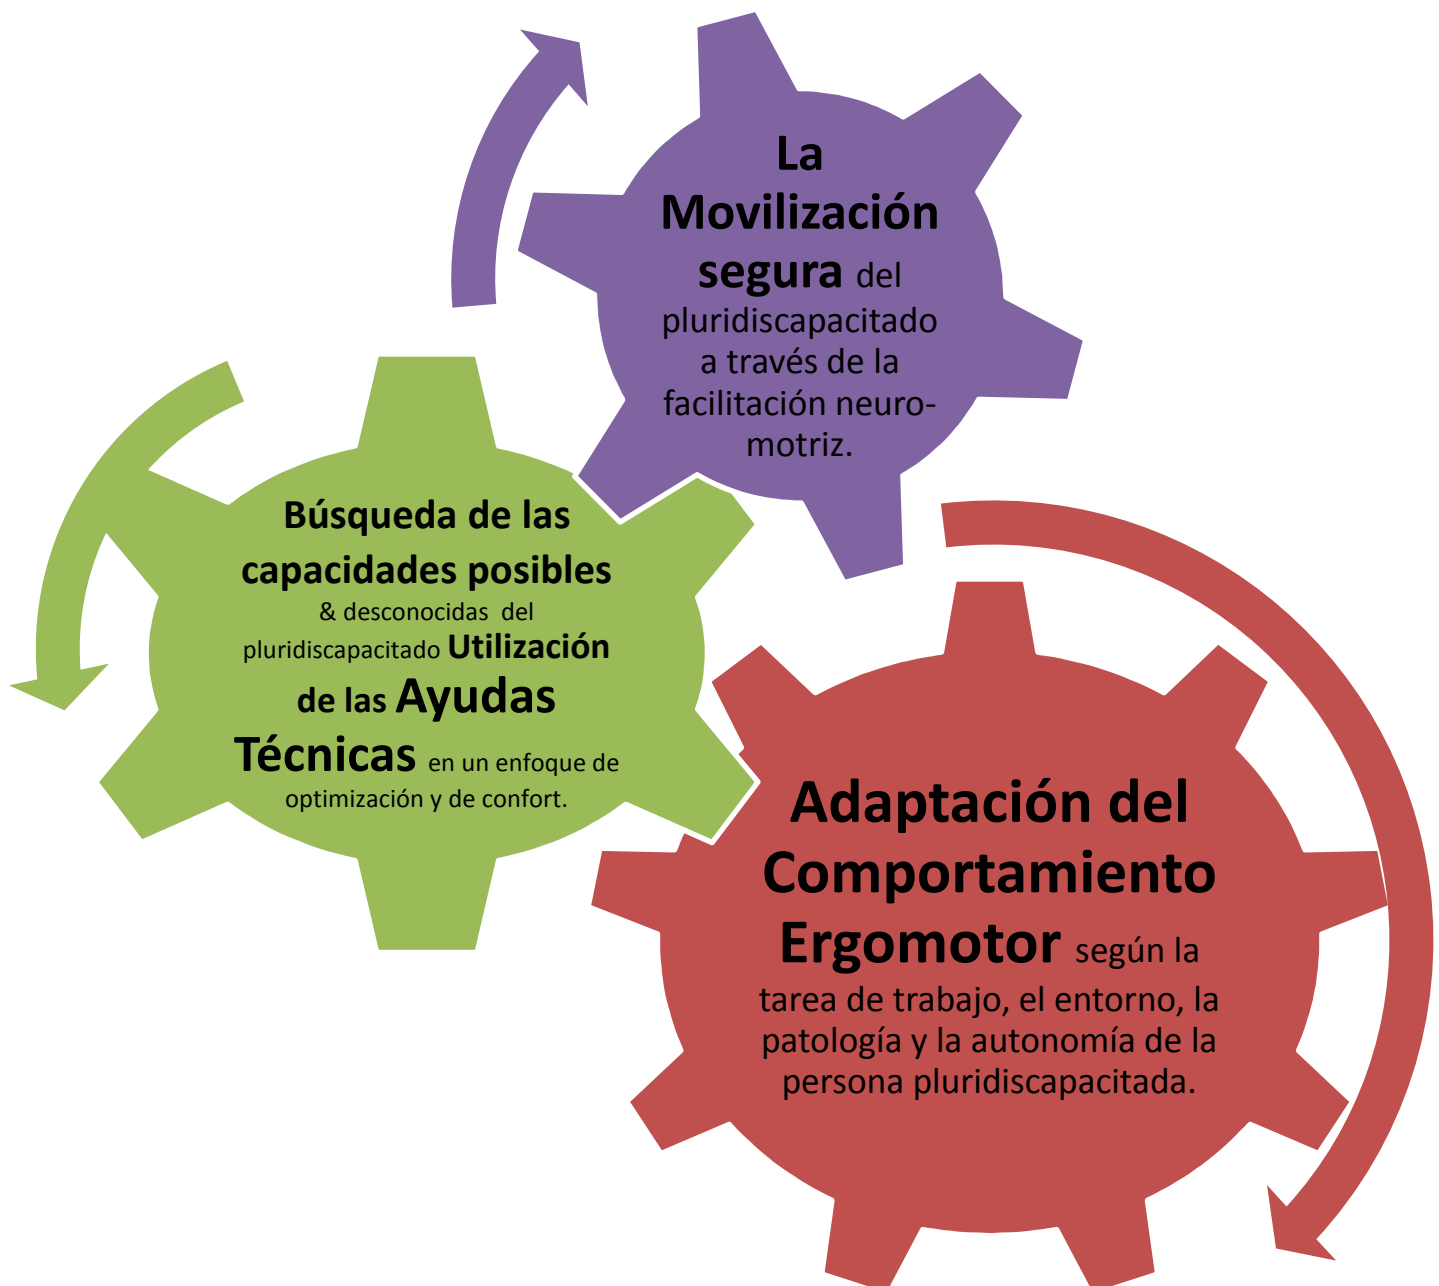 La
Movilización
segura del
pluridiscapacitado
a través de la
facilitación neuro-
motriz.
Búsqueda de las
capacidades posibles
& desconocidas del
pluridiscapacitado Utilización
de las Ayudas
Técnicas en un enfoque de
optimización y de confort.
Adaptación del
Comportamiento
Ergomotor según la
tarea de trabajo, el entorno, la
patología y la autonomía de la
persona pluridiscapacitada.